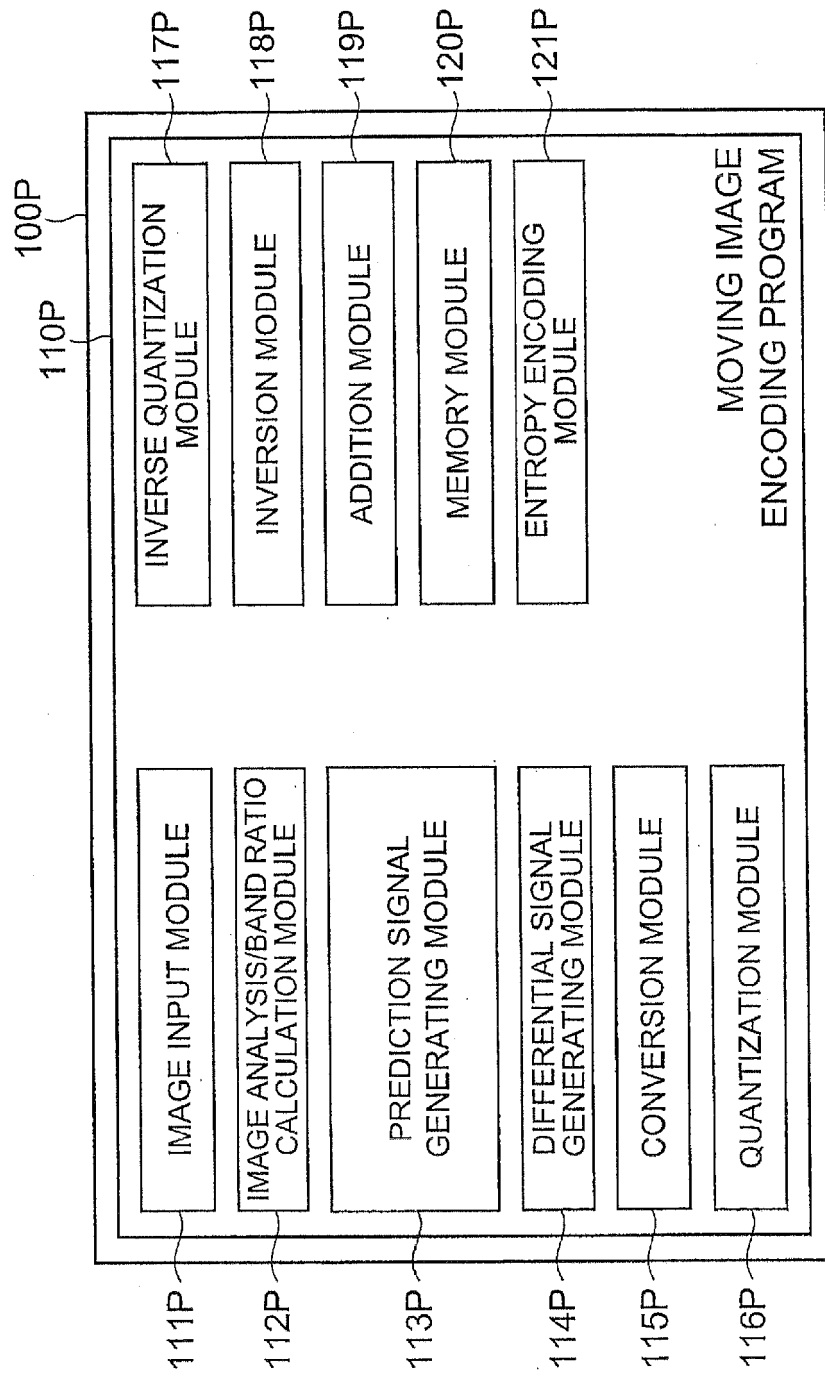 100P
110P
111P
IMAGE INPUT MODULE
112P
IMAGE ANALYSIS/BAND RATIO
CALCULATION MODULE
113P
PREDICTION SIGNAL
GENERATING MODULE
114P
DIFFERENTIAL SIGNAL
GENERATING MODULE
115P
CONVERSION MODULE
116P
QUANTIZATION MODULE
INVERSE QUANTIZATION
MODULE
117P
INVERSION MODULE
118P
ADDITION MODULE
119P
MEMORY MODULE
120P
ENTROPY ENCODING
MODULE
121P
MOVING IMAGE
ENCODING PROGRAM